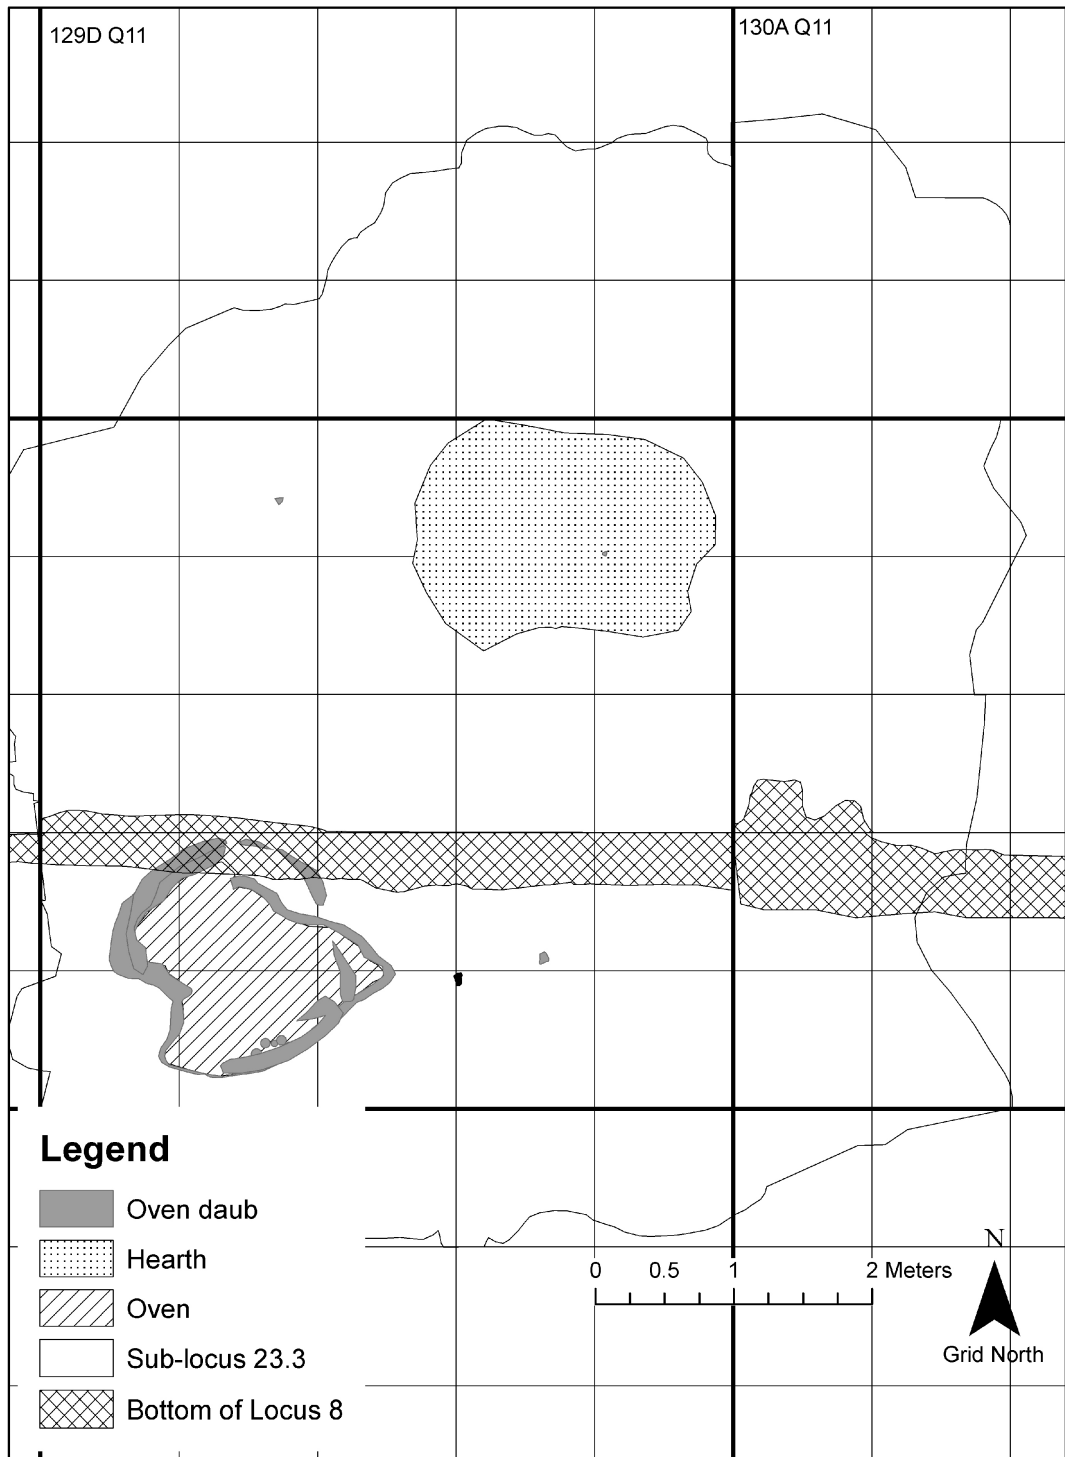 129D Q11
130A Q11
Legend
Oven daub
Hearth
Oven
Sub-locus 23.3
Bottom of Locus 8
0 0.5 1 2 Meters
N
Grid North